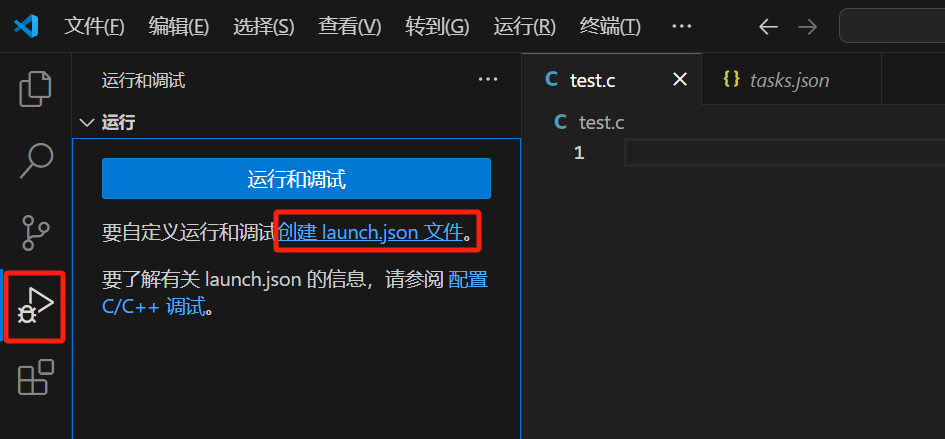 文件(F) 编辑(E) 选择(S) 查看(V) 转到(G) 运行(R) 终端(T) ···
运行和调试 ···
test.c tasks.json
运行
test.c
运行和调试
1
要自定义运行和调试创建 launch.json 文件。
要了解有关 launch.json 的信息，请参阅 配置
C/C++ 调试。